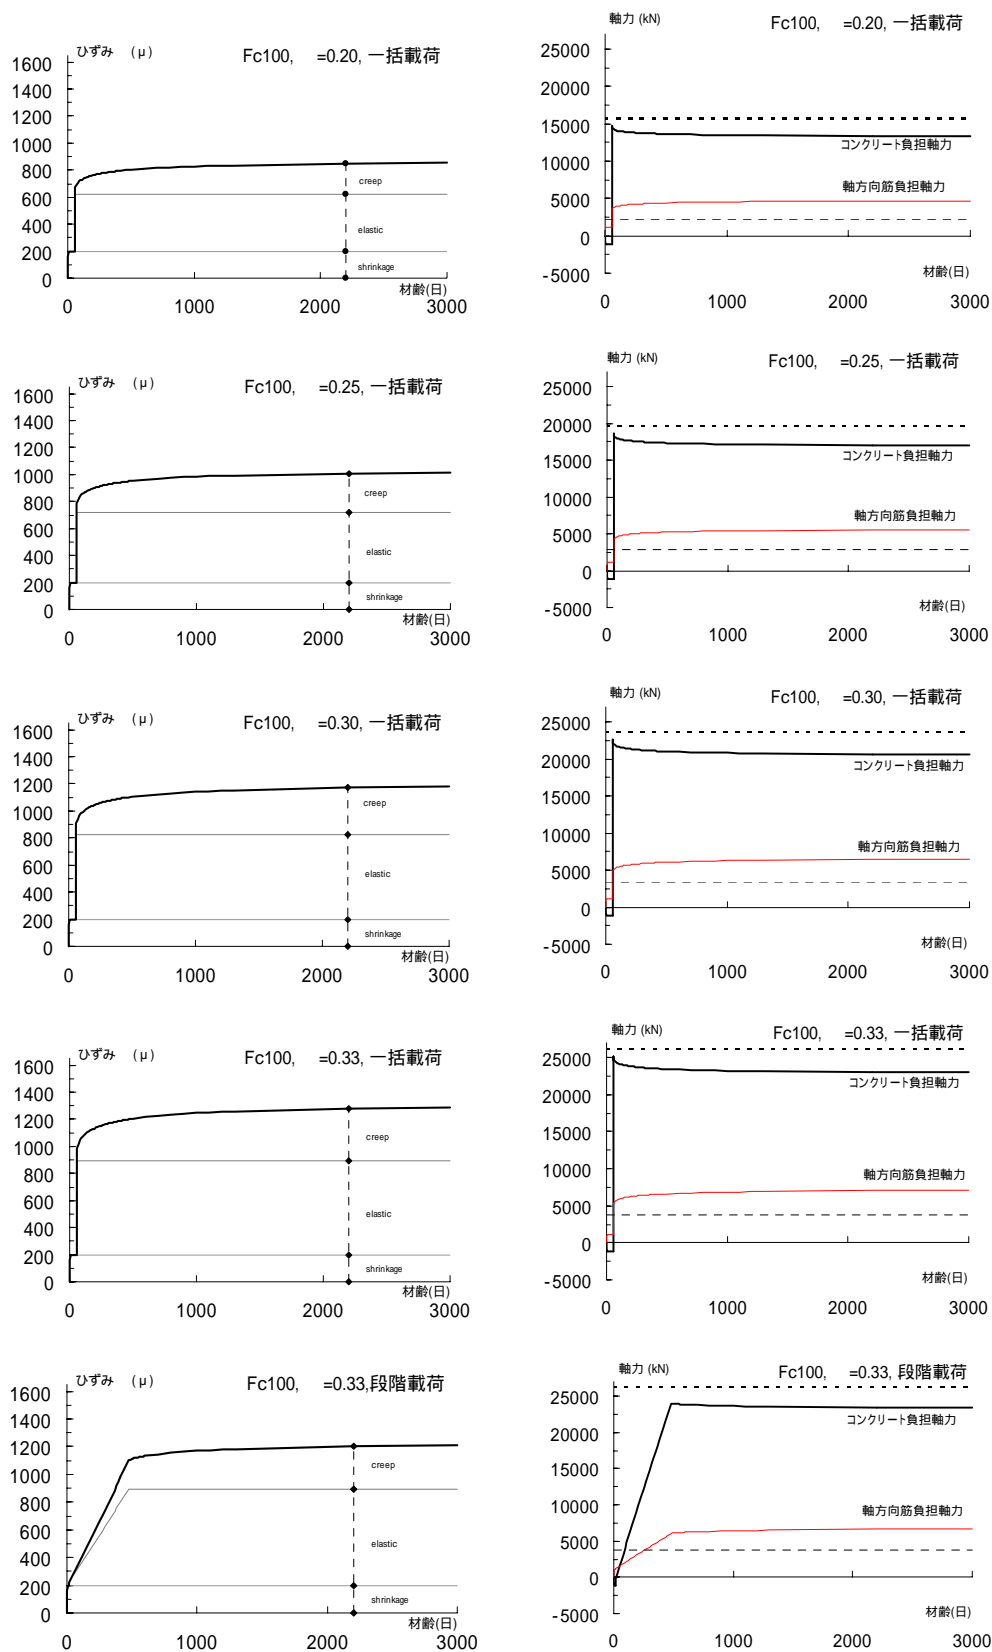 ひずみ (μ)
Fc100, =0.20, 一括載荷
1600
1400
1200
1000
800
600
400
200
0
creep
elastic
shrinkage
材齢(日)
0 1000 2000 3000
軸力 (kN)
Fc100, =0.20, 一括載荷
25000
20000
15000
10000
5000
0
-5000
コンクリート負担軸力
軸方向筋負担軸力
材齢(日)
0 1000 2000 3000
ひずみ (μ)
Fc100, =0.25, 一括載荷
1600
1400
1200
1000
800
600
400
200
0
creep
elastic
shrinkage
材齢(日)
0 1000 2000 3000
軸力 (kN)
Fc100, =0.25, 一括載荷
25000
20000
15000
10000
5000
0
-5000
コンクリート負担軸力
軸方向筋負担軸力
材齢(日)
0 1000 2000 3000
ひずみ (μ)
Fc100, =0.30, 一括載荷
1600
1400
1200
1000
800
600
400
200
0
creep
elastic
shrinkage
材齢(日)
0 1000 2000 3000
軸力 (kN)
Fc100, =0.30, 一括載荷
25000
20000
15000
10000
5000
0
-5000
コンクリート負担軸力
軸方向筋負担軸力
材齢(日)
0 1000 2000 3000
ひずみ (μ)
Fc100, =0.33, 一括載荷
1600
1400
1200
1000
800
600
400
200
0
creep
elastic
shrinkage
材齢(日)
0 1000 2000 3000
軸力 (kN)
Fc100, =0.33, 一括載荷
25000
20000
15000
10000
5000
0
-5000
コンクリート負担軸力
軸方向筋負担軸力
材齢(日)
0 1000 2000 3000
ひずみ (μ)
Fc100, =0.33,段階載荷
1600
1400
1200
1000
800
600
400
200
0
creep
elastic
shrinkage
材齢(日)
0 1000 2000 3000
軸力 (kN)
Fc100, =0.33, 段階載荷
25000
20000
15000
10000
5000
0
-5000
コンクリート負担軸力
軸方向筋負担軸力
材齢(日)
0 1000 2000 3000